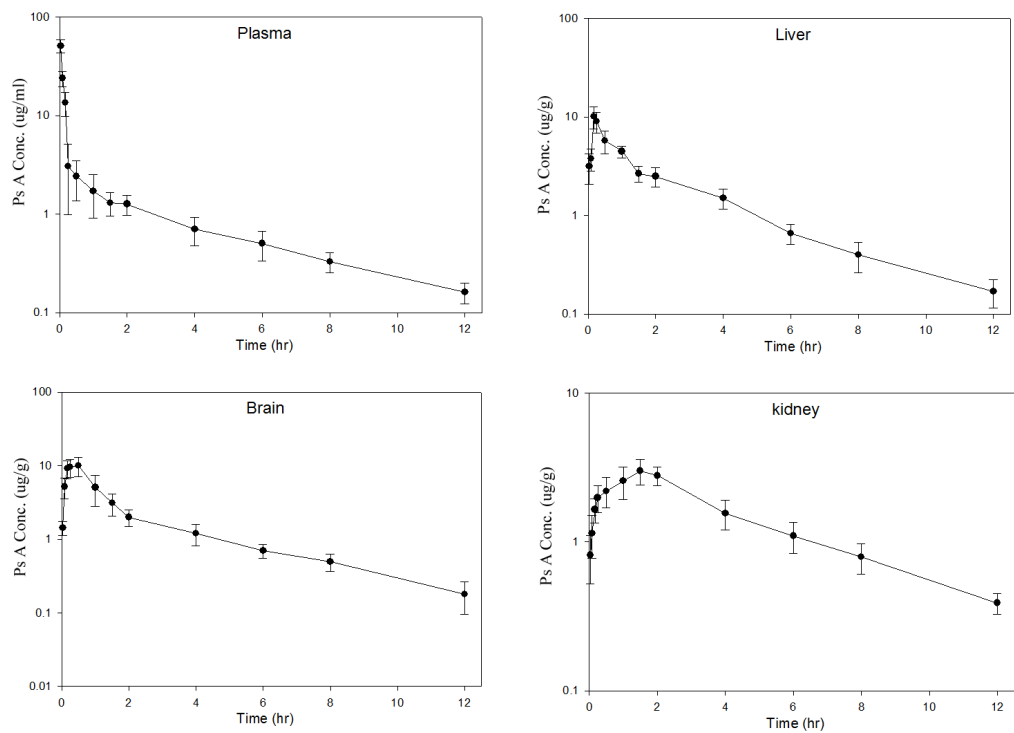 Plasma
Ps A Conc. (ug/ml)
100
10
1
0.1
0 2 4 6 8 10 12
Time (hr)
Liver
Ps A Conc. (ug/g)
100
10
1
0.1
0 2 4 6 8 10 12
Time (hr)
Brain
Ps A Conc. (ug/g)
100
10
1
0.1
0.01
0 2 4 6 8 10 12
Time (hr)
kidney
Ps A Conc. (ug/g)
10
1
0.1
0 2 4 6 8 10 12
Time (hr)